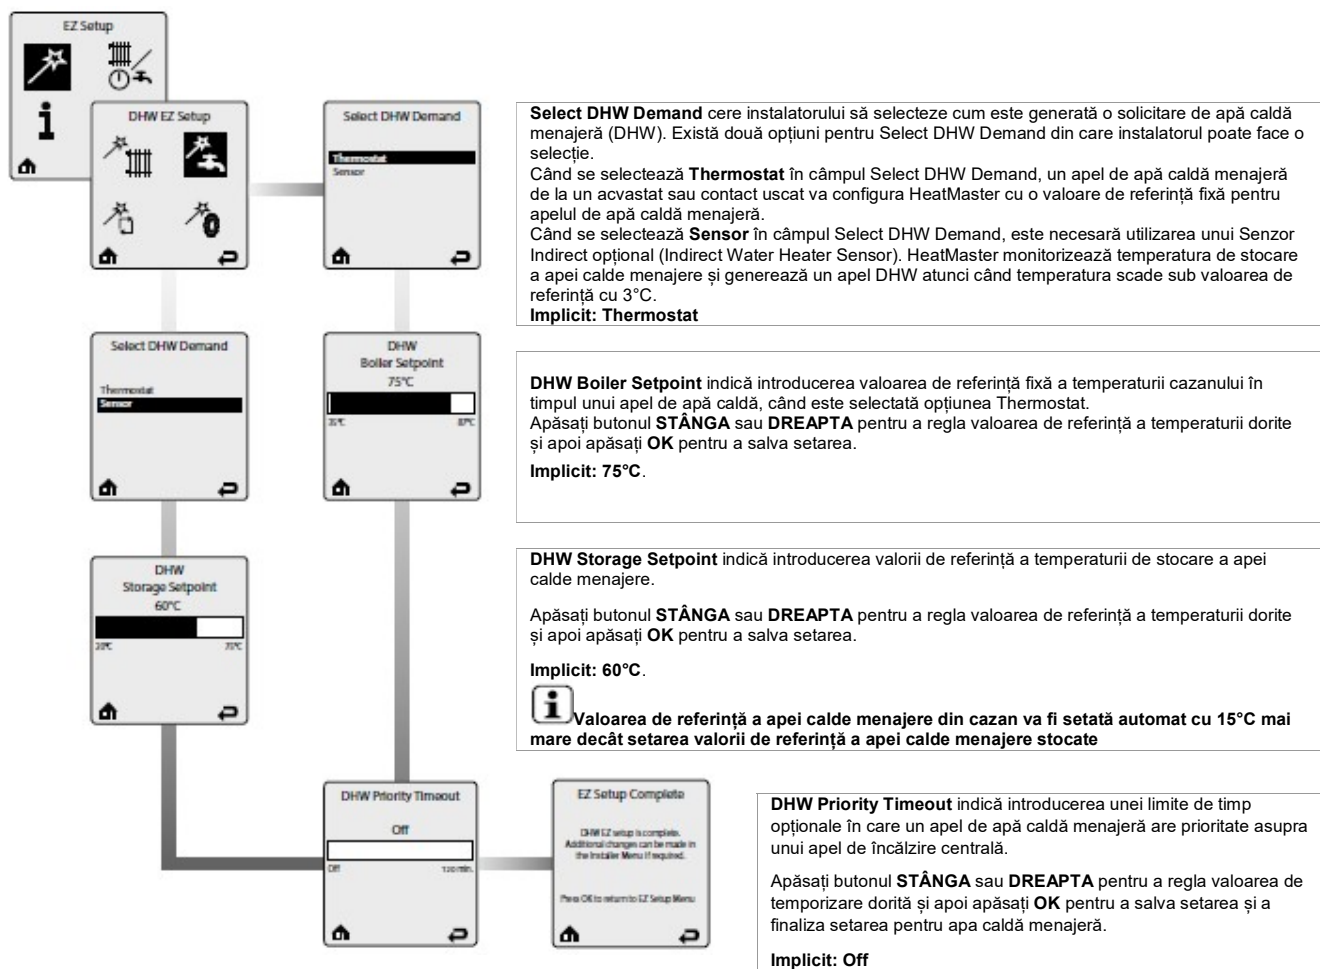 EZ Setup
DHW EZ Setup
Select DHW Demand
Thermostat
Sensor
Select DHW Demand cere instalatorului să selecteze cum este generată o solicitare de apă caldă
menajeră (DHW). Există două opțiuni pentru Select DHW Demand din care instalatorul poate face o
selecție.
Când se selectează Thermostat în câmpul Select DHW Demand, un apel de apă caldă menajeră
de la un acvastat sau contact uscat va configura HeatMaster cu o valoare de referință fixă pentru
apelul de apă caldă menajeră.
Când se selectează Sensor în câmpul Select DHW Demand, este necesară utilizarea unui Senzor
Indirect opțional (Indirect Water Heater Sensor). HeatMaster monitorizează temperatura de stocare
a apei calde menajere și generează un apel DHW atunci când temperatura scade sub valoarea de
referință cu 3°C.
Implicit: Thermostat
Select DHW Demand
Thermostat
Sensor
DHW
Boiler Setpoint
75°C
87°C
DHW Boiler Setpoint indică introducerea valoarea de referință fixă a temperaturii cazanului în
timpul unui apel de apă caldă, când este selectată opțiunea Thermostat.
Apăsați butonul STÂNGA sau DREAPTA pentru a regla valoarea de referință a temperaturii dorite
și apoi apăsați OK pentru a salva setarea.
Implicit: 75°C.
DHW
Storage Setpoint
60°C
DHW Storage Setpoint indică introducerea valorii de referință a temperaturii de stocare a apei
calde menajere.
Apăsați butonul STÂNGA sau DREAPTA pentru a regla valoarea de referință a temperaturii dorite
și apoi apăsați OK pentru a salva setarea.
Implicit: 60°C.
Valoarea de referință a apei calde menajere din cazan va fi setată automat cu 15°C mai
mare decât setarea valorii de referință a apei calde menajere stocate
DHW Priority Timeout
Off
Off 120 min.
EZ Setup Complete
DHW EZ setup is complete.
Additional changes can be made in
the Installer Menu if required.
Press OK to return to EZ Setup Menu
DHW Priority Timeout indică introducerea unei limite de timp
opționale în care un apel de apă caldă menajeră are prioritate asupra
unui apel de încălzire centrală.
Apăsați butonul STÂNGA sau DREAPTA pentru a regla valoarea de
temporizare dorită și apoi apăsați OK pentru a salva setarea și a
finaliza setarea pentru apa caldă menajeră.
Implicit: Off